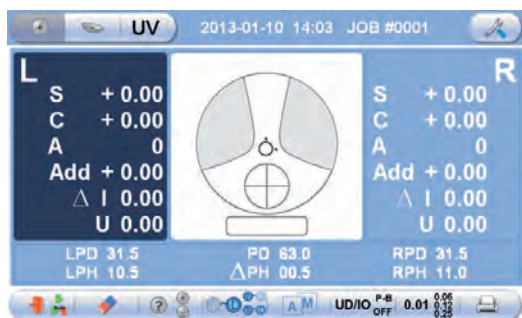 UV 2013-01-10 14:03 JOB #0001
L
S + 0.00
C + 0.00
A 0
Add + 0.00
Δ I 0.00
U 0.00
R
S + 0.00
C + 0.00
A 0
Add + 0.00
Δ I 0.00
U 0.00
LPD 31.5 PD 63.0 RPD 31.5
LPH 10.5 ΔPH 00.5 RPH 11.0
? L A M UD/IO P-B OFF 0.01 0.06 0.12 0.25